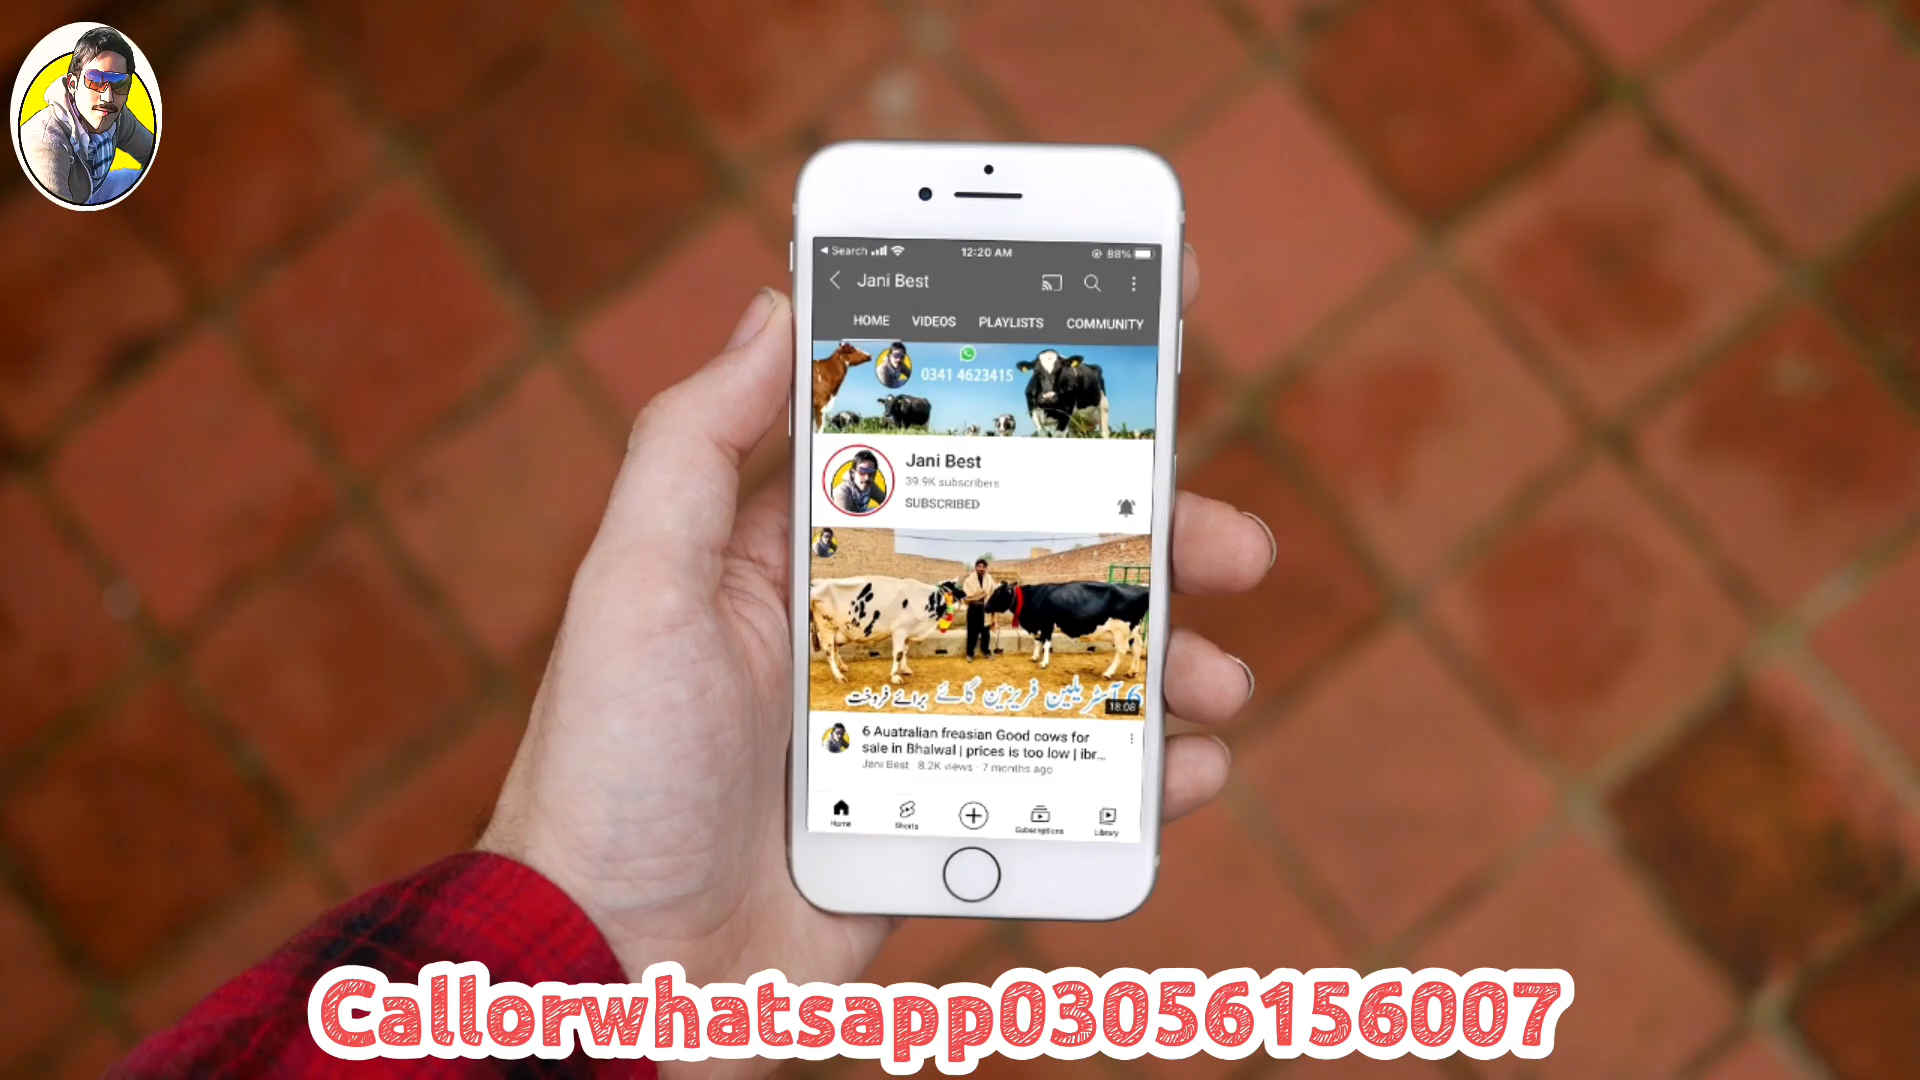 Search
12:20 AM
88%
Jani Best
HOME VIDEOS PLAYLISTS COMMUNITY
0341 4623415
Jani Best
39.9K subscribers
SUBSCRIBED
6 آسٹریلین فریزین گائے برائے فروخت
18:08
6 Auatralian freasian Good cows for
sale in Bhalwal | prices is too low | ibr...
Jani Best 8.2K views · 7 months ago
Home Shorts Subscriptions Library
Callorwhatsapp03056156007